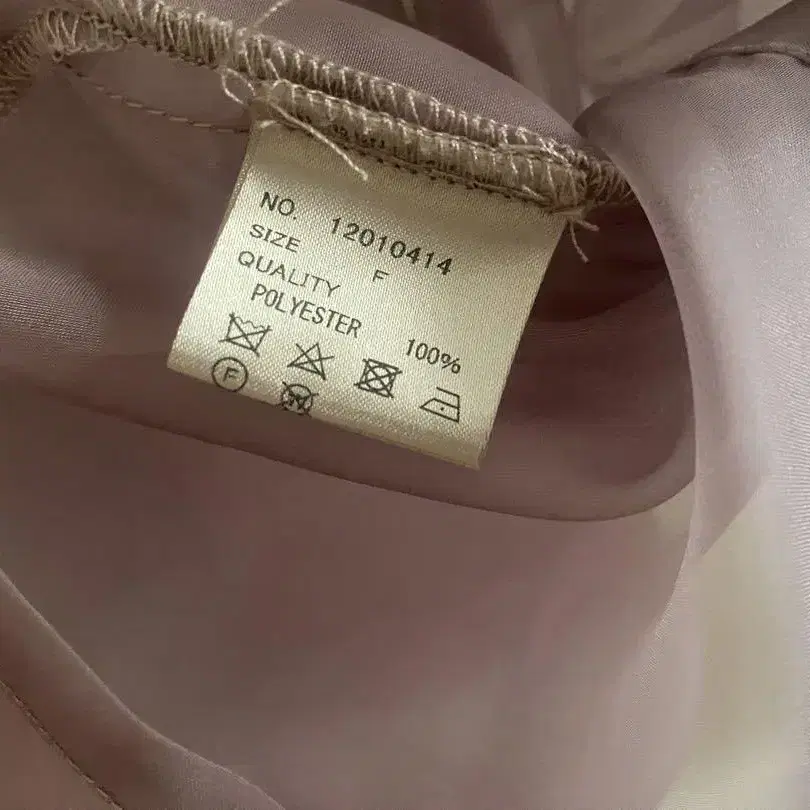 NO. 12010414
SIZE F
QUALITY
POLYESTER 100%
F